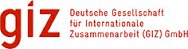 giz
Deutsche Gesellschaft
für Internationale
Zusammenarbeit (GIZ) GmbH